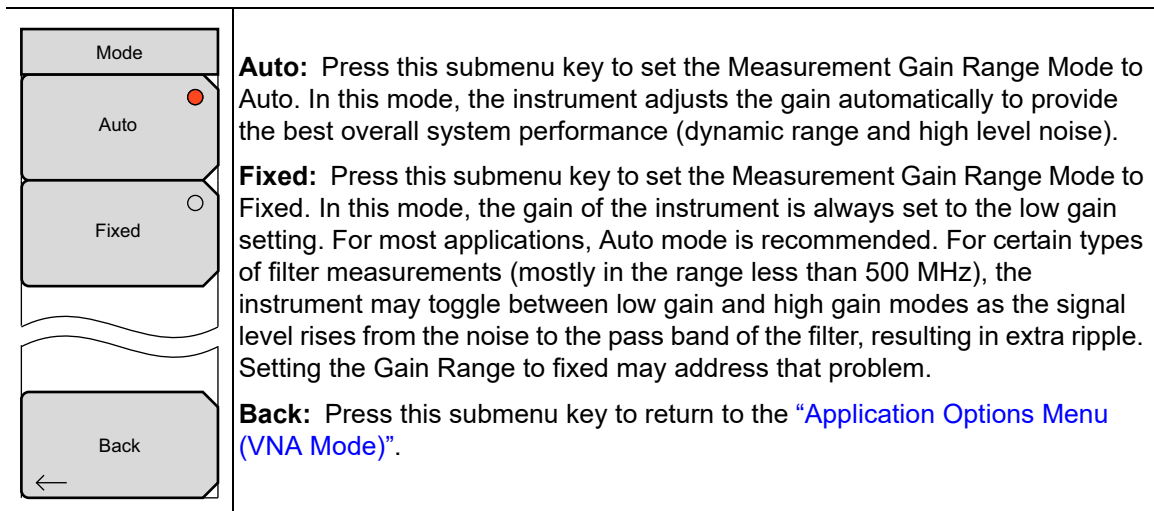 Mode
Auto
Fixed
Back
Auto: Press this submenu key to set the Measurement Gain Range Mode to
Auto. In this mode, the instrument adjusts the gain automatically to provide
the best overall system performance (dynamic range and high level noise).
Fixed: Press this submenu key to set the Measurement Gain Range Mode to
Fixed. In this mode, the gain of the instrument is always set to the low gain
setting. For most applications, Auto mode is recommended. For certain types
of filter measurements (mostly in the range less than 500 MHz), the
instrument may toggle between low gain and high gain modes as the signal
level rises from the noise to the pass band of the filter, resulting in extra ripple.
Setting the Gain Range to fixed may address that problem.
Back: Press this submenu key to return to the “Application Options Menu
(VNA Mode)”.